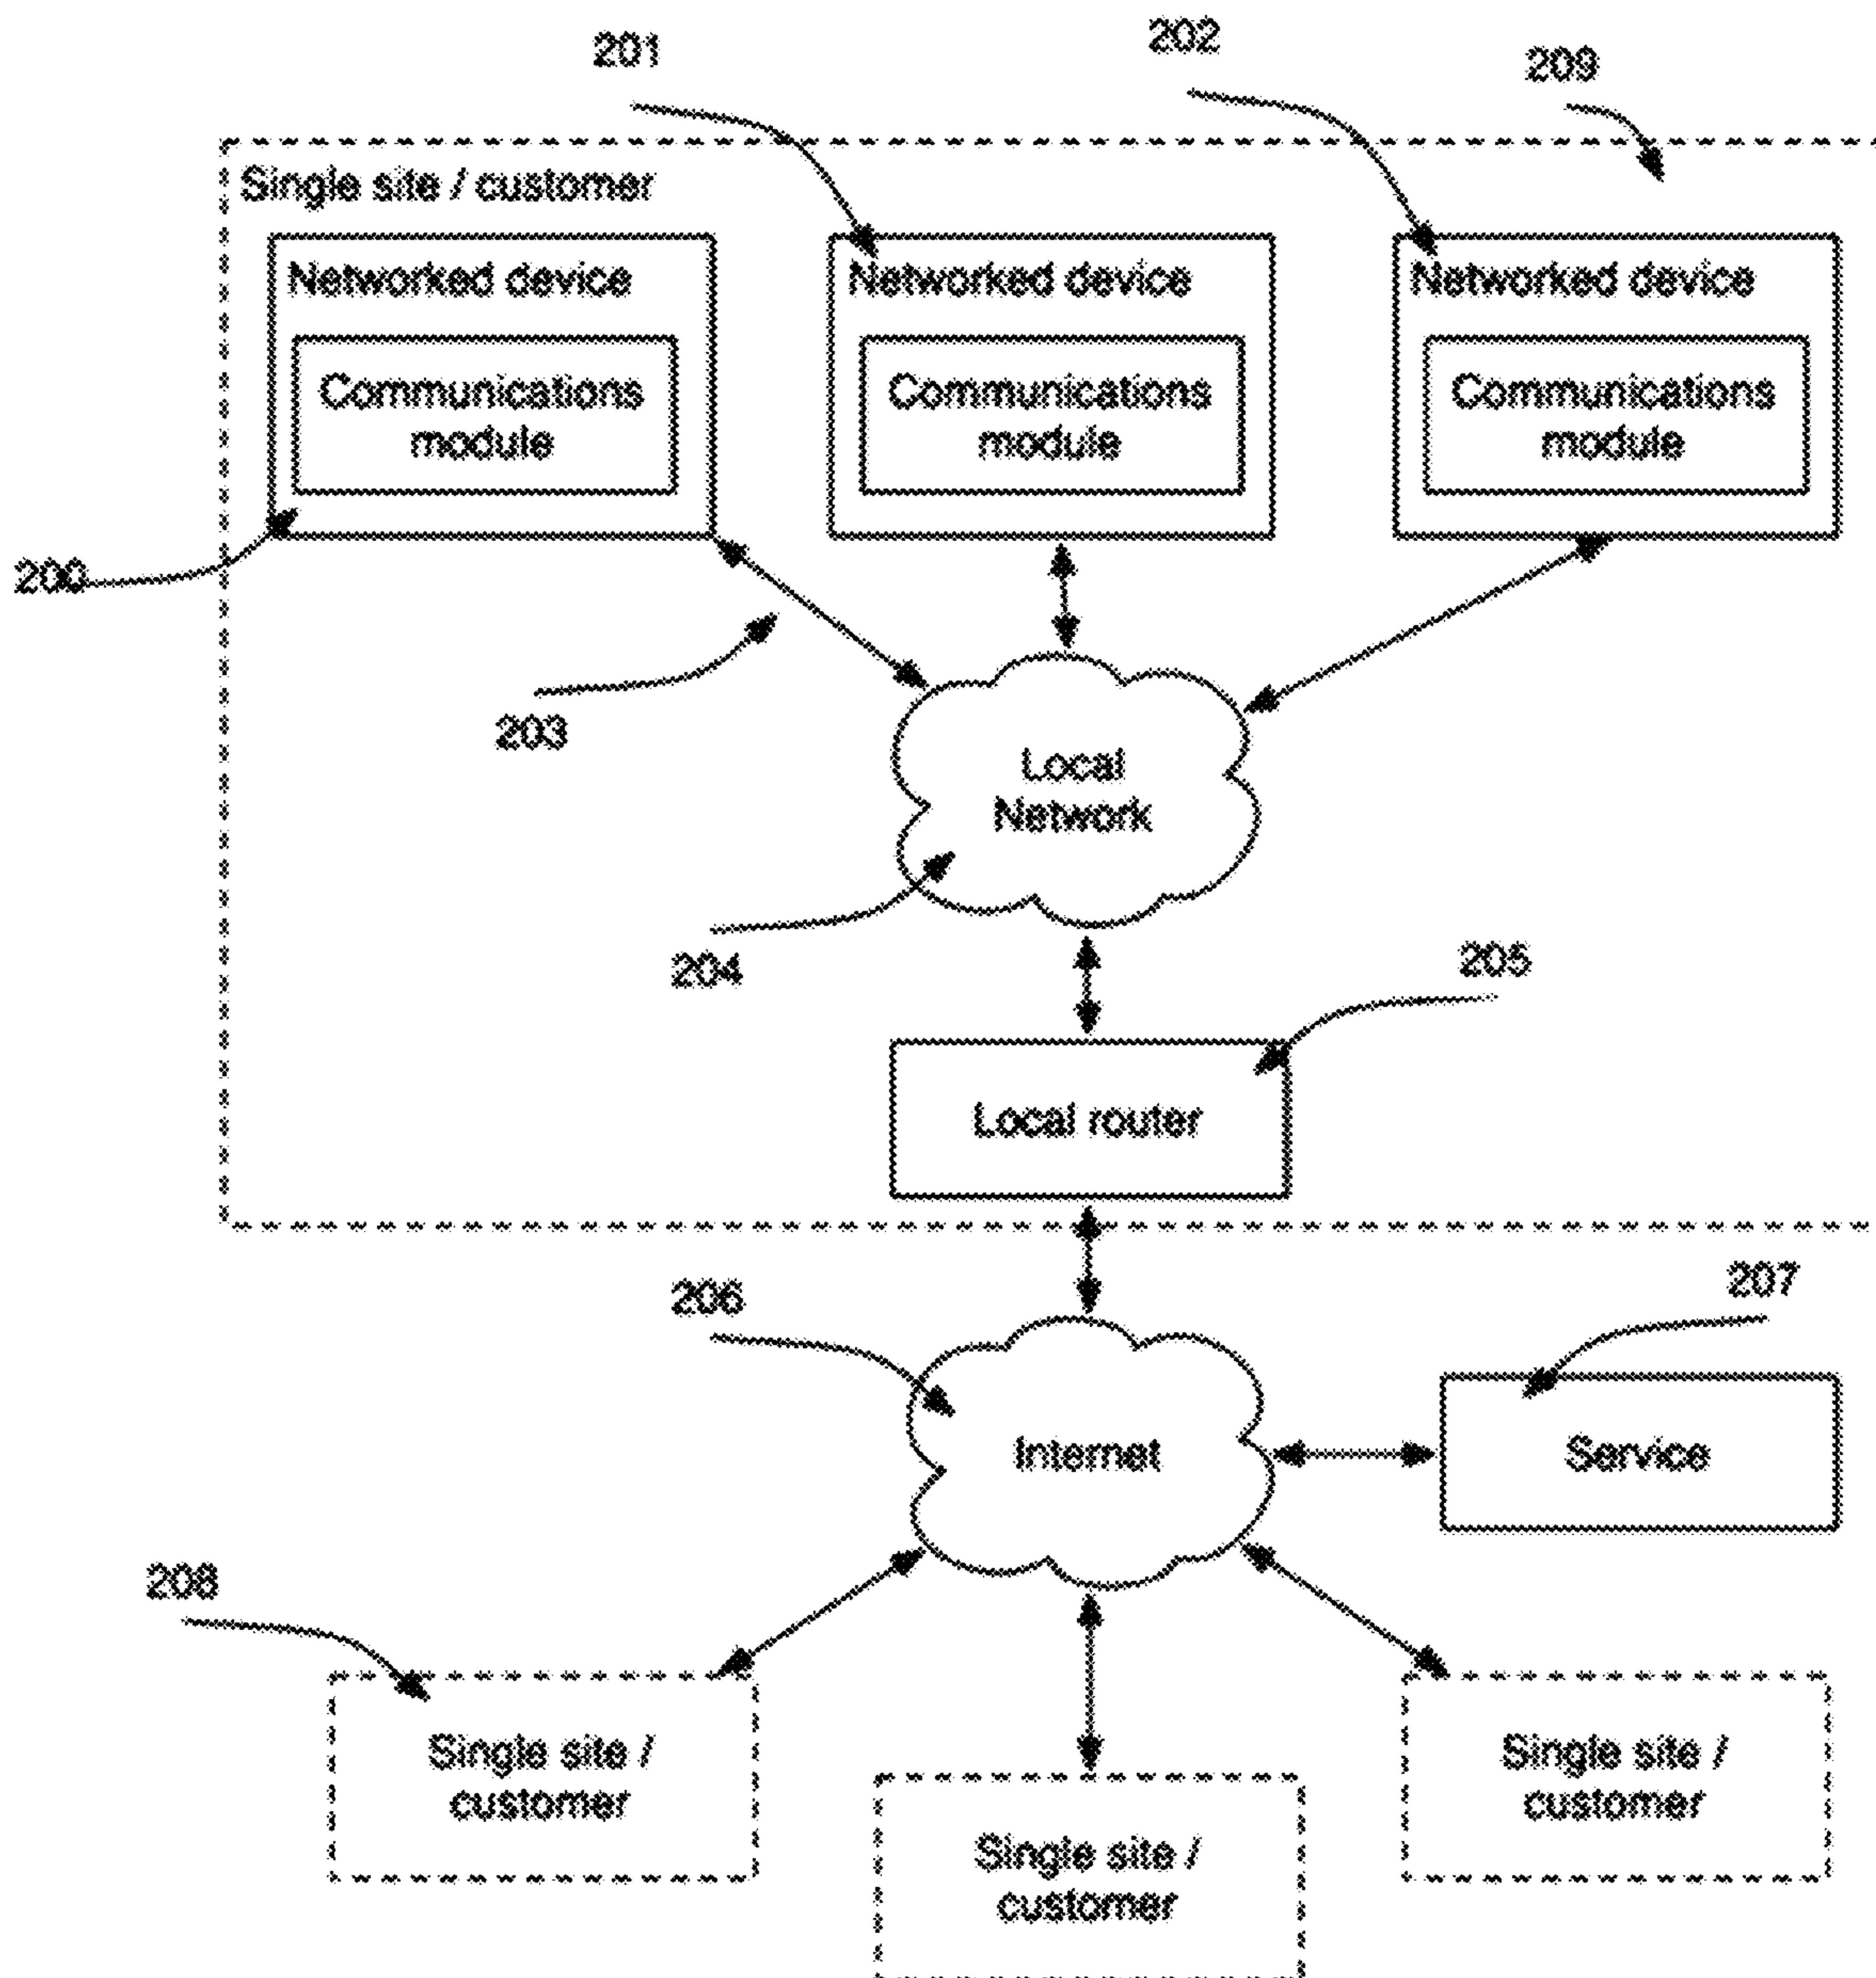 201
202
209
Single site / customer
Networked device
Networked device
Networked device
Communications
module
Communications
module
Communications
module
200
203
Local
Network
204
205
Local router
206
207
Internet
Service
208
Single site /
customer
Single site /
customer
Single site /
customer